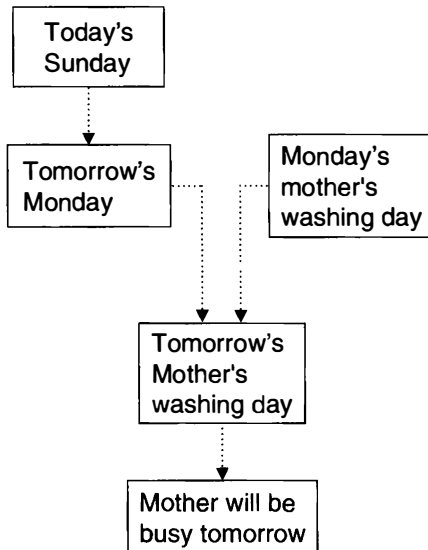 Today's
Sunday
Tomorrow's
Monday
Monday's
mother's
washing day
Tomorrow's
Mother's
washing day
Mother will be
busy tomorrow